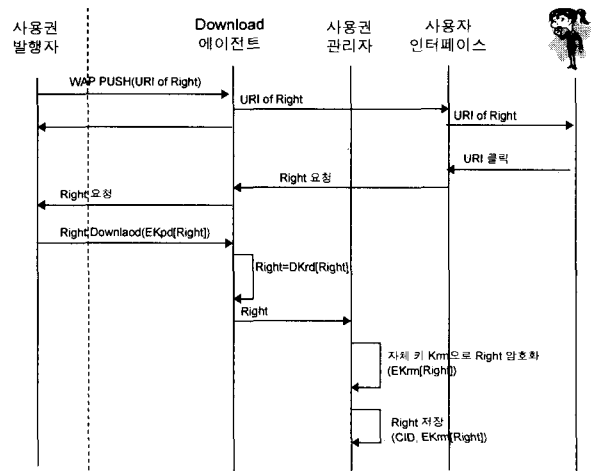 사용권
발행자
Download
에이전트
사용권
관리자
사용자
인터페이스
WAP PUSH(URI of Right)
URI of Right
URI of Right
URI 클릭
Right 요청
Right 요청
Right Downlaod(EKpd[Right])
Right=DKrd[Right]
Right
자체 키 Krm으로 Right 암호화
(EKrm[Right])
Right 저장
(CID, EKrm[Right])